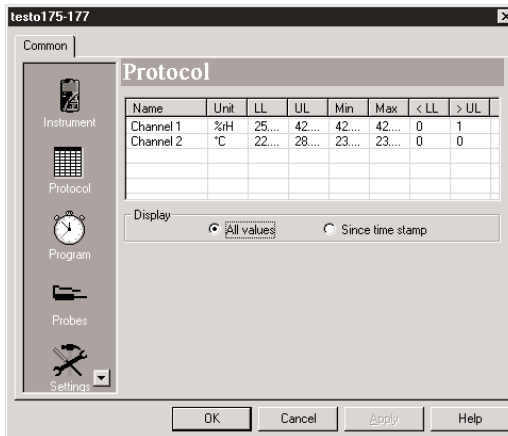 testo175-177
Common
Protocol
Instrument
Protocol
Program
Probes
Settings
Name Unit LL UL Min Max < LL > UL
Channel 1 %rH 25.... 42.... 42.... 42.... 0 1
Channel 2 °C 22.... 28.... 23.... 23.... 0 0
Display
All values Since time stamp
OK Cancel Apply Help